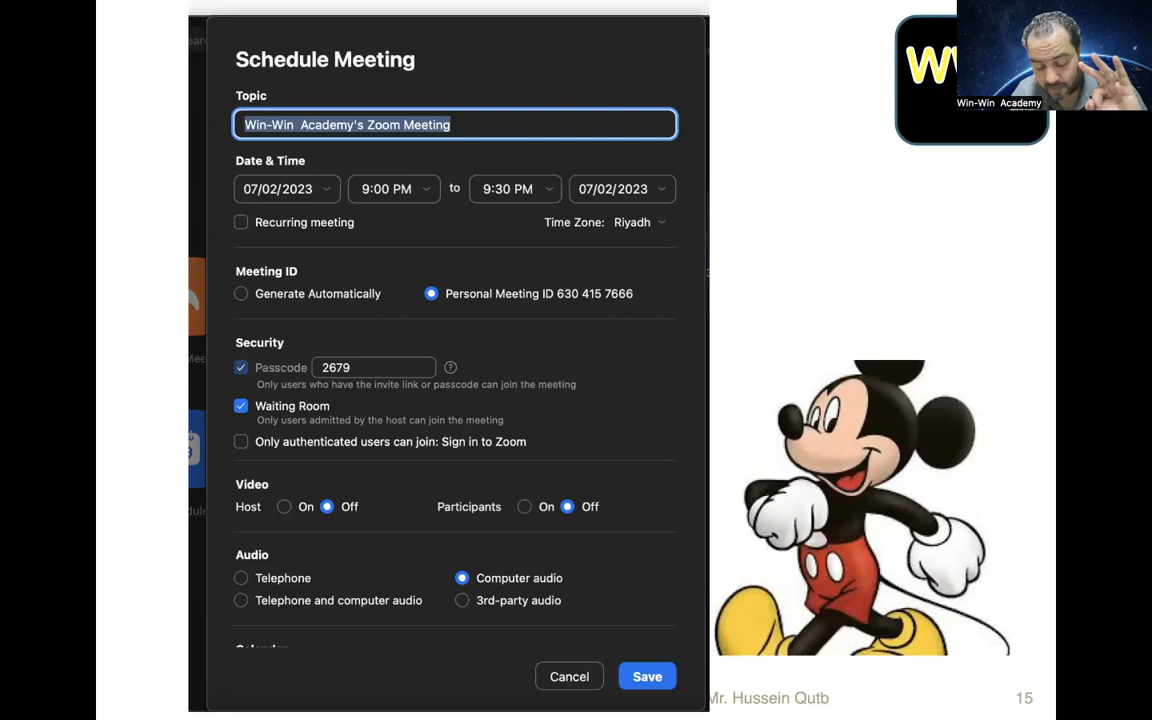 Schedule Meeting
Topic
Win-Win Academy's Zoom Meeting
Date & Time
07/02/2023 9:00 PM to 9:30 PM 07/02/2023
Recurring meeting Time Zone: Riyadh
Meeting ID
Generate Automatically Personal Meeting ID 630 415 7666
Security
Passcode 2679 ?
Only users who have the invite link or passcode can join the meeting
Waiting Room
Only users admitted by the host can join the meeting
Only authenticated users can join: Sign in to Zoom
Video
Host On Off Participants On Off
Audio
Telephone Computer audio
Telephone and computer audio 3rd-party audio
Cancel Save
Win-Win Academy
Mr. Hussein Qutb 15